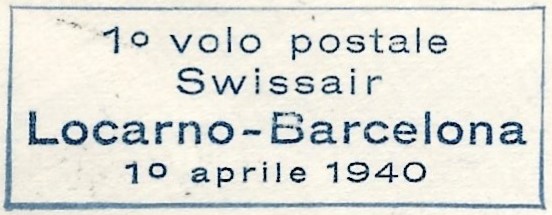 1º volo postale
Swissair
Locarno-Barcelona
1º aprile 1940